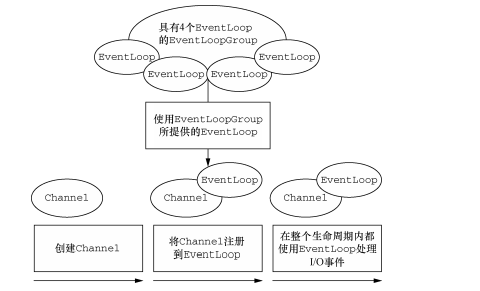 具有4个EventLoop
的EventLoopGroup
EventLoop
EventLoop
EventLoop
EventLoop
使用EventLoopGroup
所提供的EventLoop
Channel
EventLoop
Channel
EventLoop
Channel
创建Channel
将Channel注册
到EventLoop
在整个生命周期内都
使用EventLoop处理
I/O事件